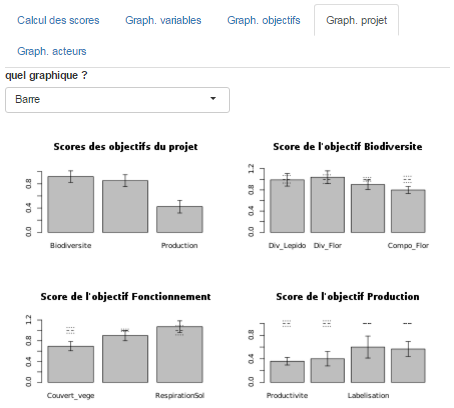 Calcul des scores Graph. variables Graph. objectifs Graph. projet
Graph. acteurs
quel graphique ?
Barre
Scores des objectifs du projet
0.8
0.4
0.0
Biodiversite Production
Score de l'objectif Biodiversite
1.2
0.8
0.4
0.0
Div_Lepido Div_Flor Compo_Flor
Score de l'objectif Fonctionnement
1.2
0.8
0.4
0.0
Couvert_vege RespirationSol
Score de l'objectif Production
0.8
0.4
0.0
Productivite Labelisation